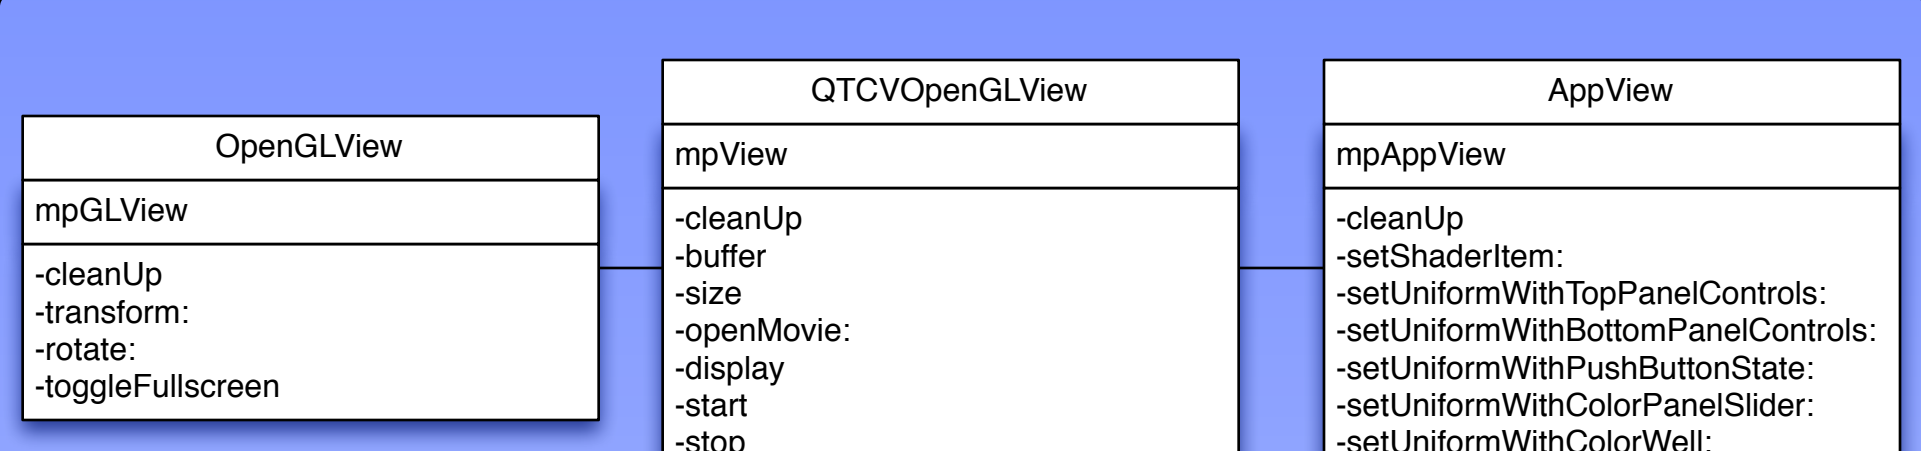 OpenGLView
mpGLView
-cleanUp
-transform:
-rotate:
-toggleFullscreen
QTCVOpenGLView
mpView
-cleanUp
-buffer
-size
-openMovie:
-display
-start
-stop
AppView
mpAppView
-cleanUp
-setShaderItem:
-setUniformWithTopPanelControls:
-setUniformWithBottomPanelControls:
-setUniformWithPushButtonState:
-setUniformWithColorPanelSlider:
-setUniformWithColorWell: